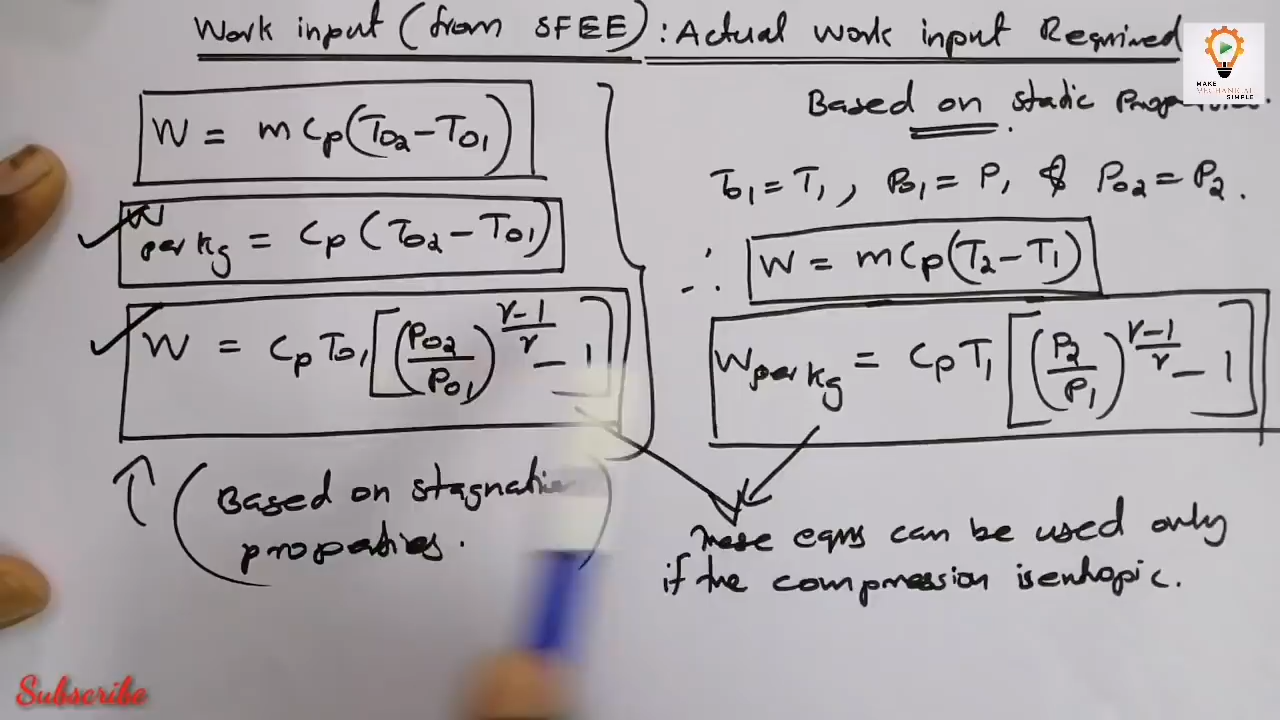 Work input (from SFEE) : Actual work input Required
MAKE
MECHANICAL
SIMPLE
W = m Cp (T02 - T01)
W per kg = Cp (T02 - T01)
W = Cp T01 [(P02/P01)^(γ-1)/γ - 1]
(Based on stagnation
properties.)
Based on static
T01 = T1, P01 = P1 & P02 = P2.
∴ W = m Cp (T2 - T1)
W per kg = Cp T1 [(P2/P1)^(γ-1)/γ - 1]
These eqns can be used only
if the compression isentropic.
Subscribe